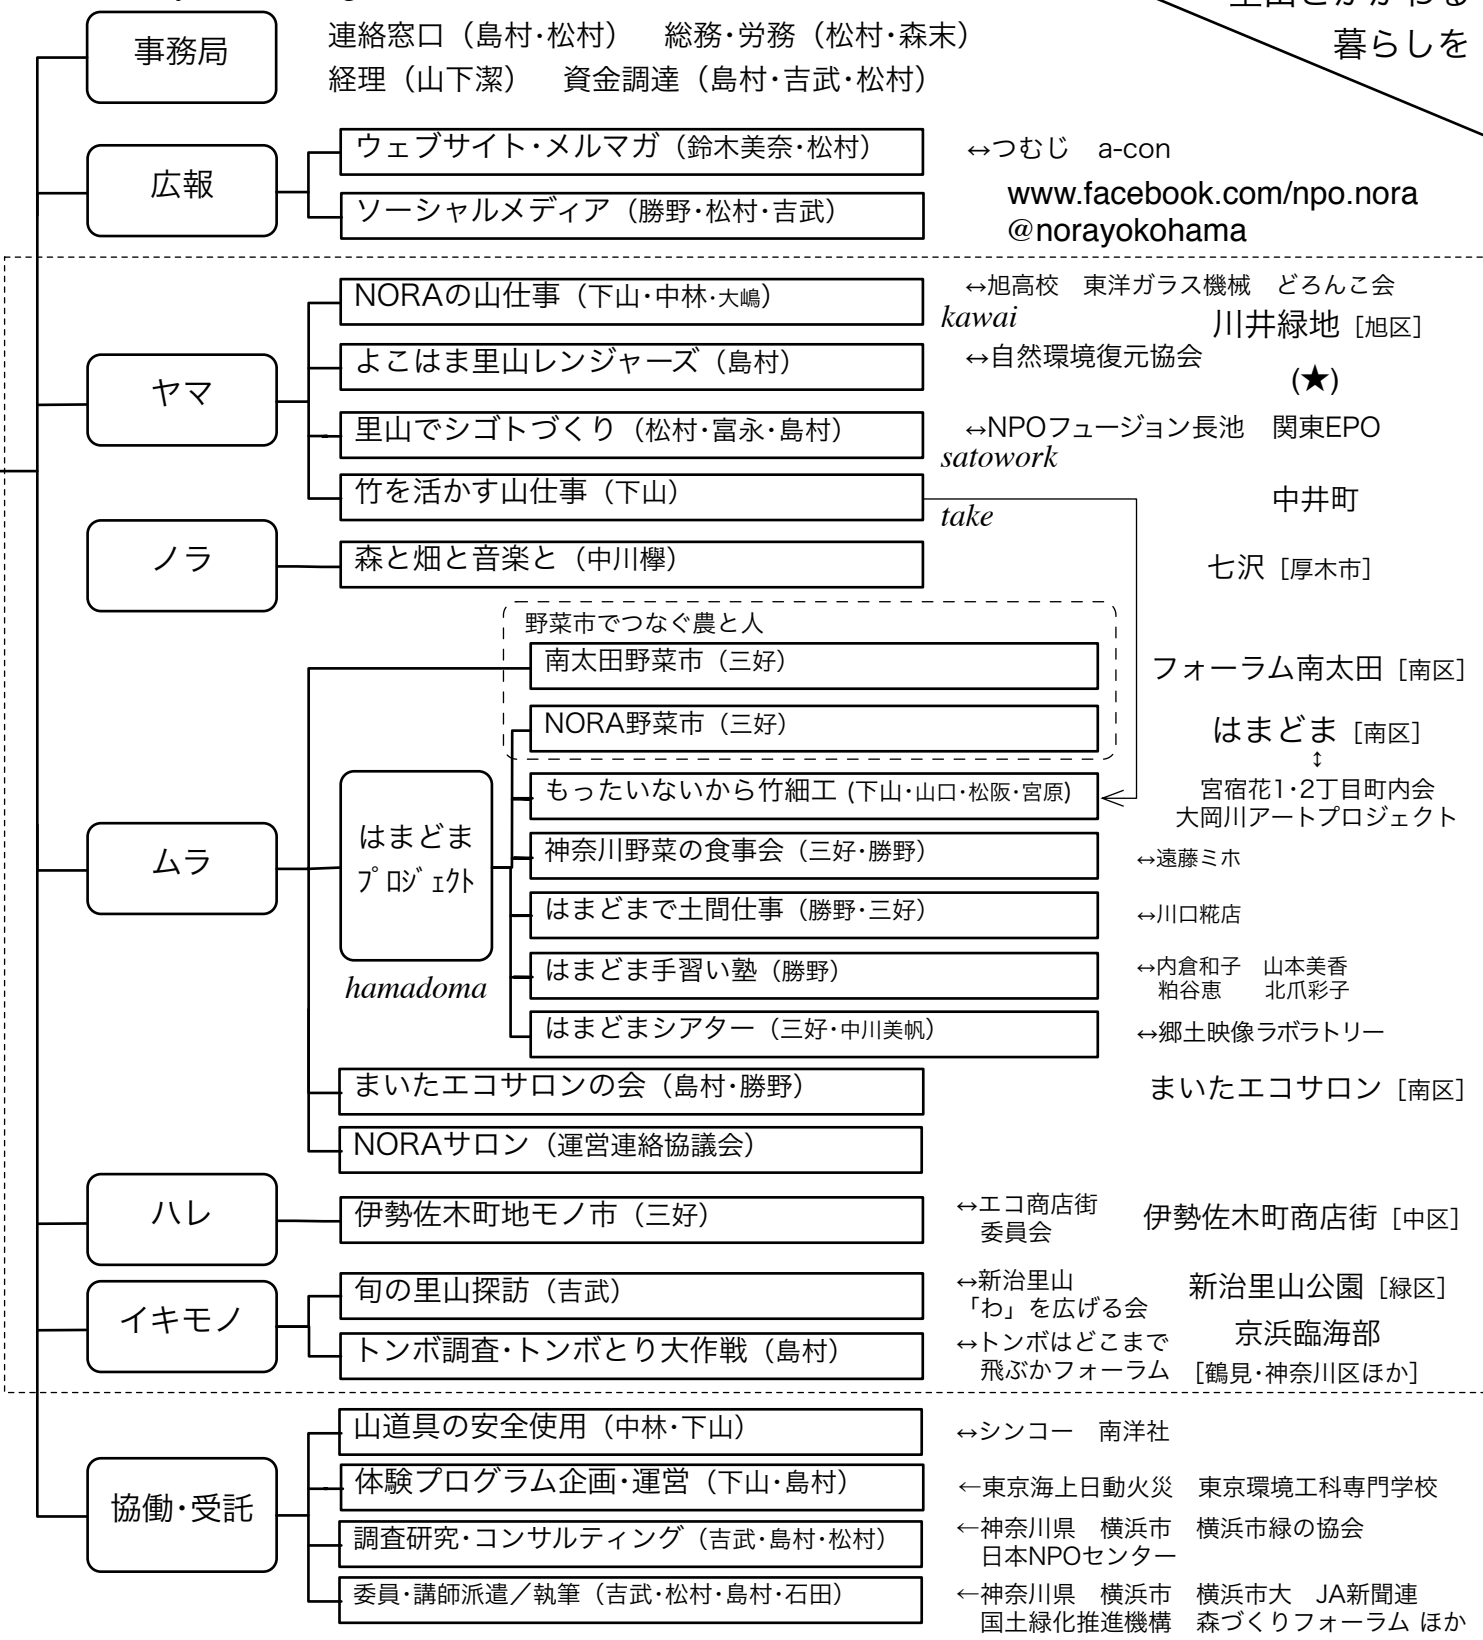 暮らしを
事務局
連絡窓口（島村・松村）　総務・労務（松村・森末）
経理（山下潔）　資金調達（島村・吉武・松村）
広報
ウェブサイト・メルマガ（鈴木美奈・松村）
↔つむじ　a-con
ソーシャルメディア（勝野・松村・吉武）
www.facebook.com/npo.nora
@norayokohama
ヤマ
NORAの山仕事（下山・中林・大嶋）
↔旭高校　東洋ガラス機械　どろんこ会
kawai
川井緑地［旭区］
よこはま里山レンジャーズ（島村）
↔自然環境復元協会
(★)
里山でシゴトづくり（松村・富永・島村）
↔NPOフュージョン長池　関東EPO
satowork
竹を活かす山仕事（下山）
take
中井町
ノラ
森と畑と音楽と（中川欅）
七沢［厚木市］
野菜市でつなぐ農と人
南太田野菜市（三好）
フォーラム南太田［南区］
NORA野菜市（三好）
はまどま［南区］
↕
宮宿花1・2丁目町内会
大岡川アートプロジェクト
ムラ
はまどま
プロジェクト
hamadoma
もったいないから竹細工 (下山・山口・松阪・宮原)
神奈川野菜の食事会（三好・勝野）
↔遠藤ミホ
はまどまで土間仕事（勝野・三好）
↔川口糀店
はまどま手習い塾（勝野）
↔内倉和子　山本美香
粕谷恵　北爪彩子
はまどまシアター（三好・中川美帆）
↔郷土映像ラボラトリー
まいたエコサロンの会（島村・勝野）
まいたエコサロン［南区］
NORAサロン（運営連絡協議会）
ハレ
伊勢佐木町地モノ市（三好）
↔エコ商店街
委員会
伊勢佐木町商店街［中区］
イキモノ
旬の里山探訪（吉武）
↔新治里山
「わ」を広げる会
新治里山公園［緑区］
トンボ調査・トンボとり大作戦（島村）
↔トンボはどこまで
飛ぶかフォーラム
京浜臨海部
［鶴見・神奈川区ほか］
協働・受託
山道具の安全使用（中林・下山）
↔シンコー　南洋社
体験プログラム企画・運営（下山・島村）
←東京海上日動火災　東京環境工科専門学校
調査研究・コンサルティング（吉武・島村・松村）
←神奈川県　横浜市　横浜市緑の協会
日本NPOセンター
委員・講師派遣／執筆（吉武・松村・島村・石田）
←神奈川県　横浜市　横浜市大　JA新聞連
国土緑化推進機構　森づくりフォーラム ほか